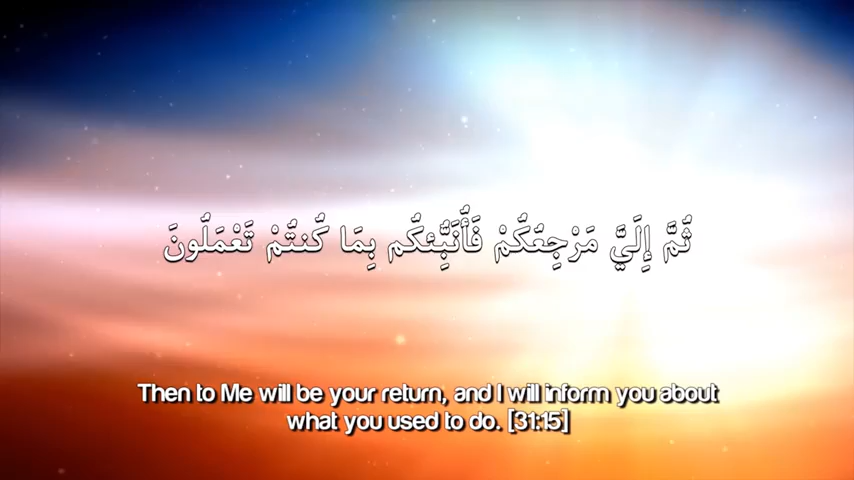 ثُمَّ إِلَيَّ مَرْجِعُكُمْ فَأُنَبِّئُكُم بِمَا كُنتُمْ تَعْمَلُونَ
Then to Me will be your return, and I will inform you about
what you used to do. [31:15]